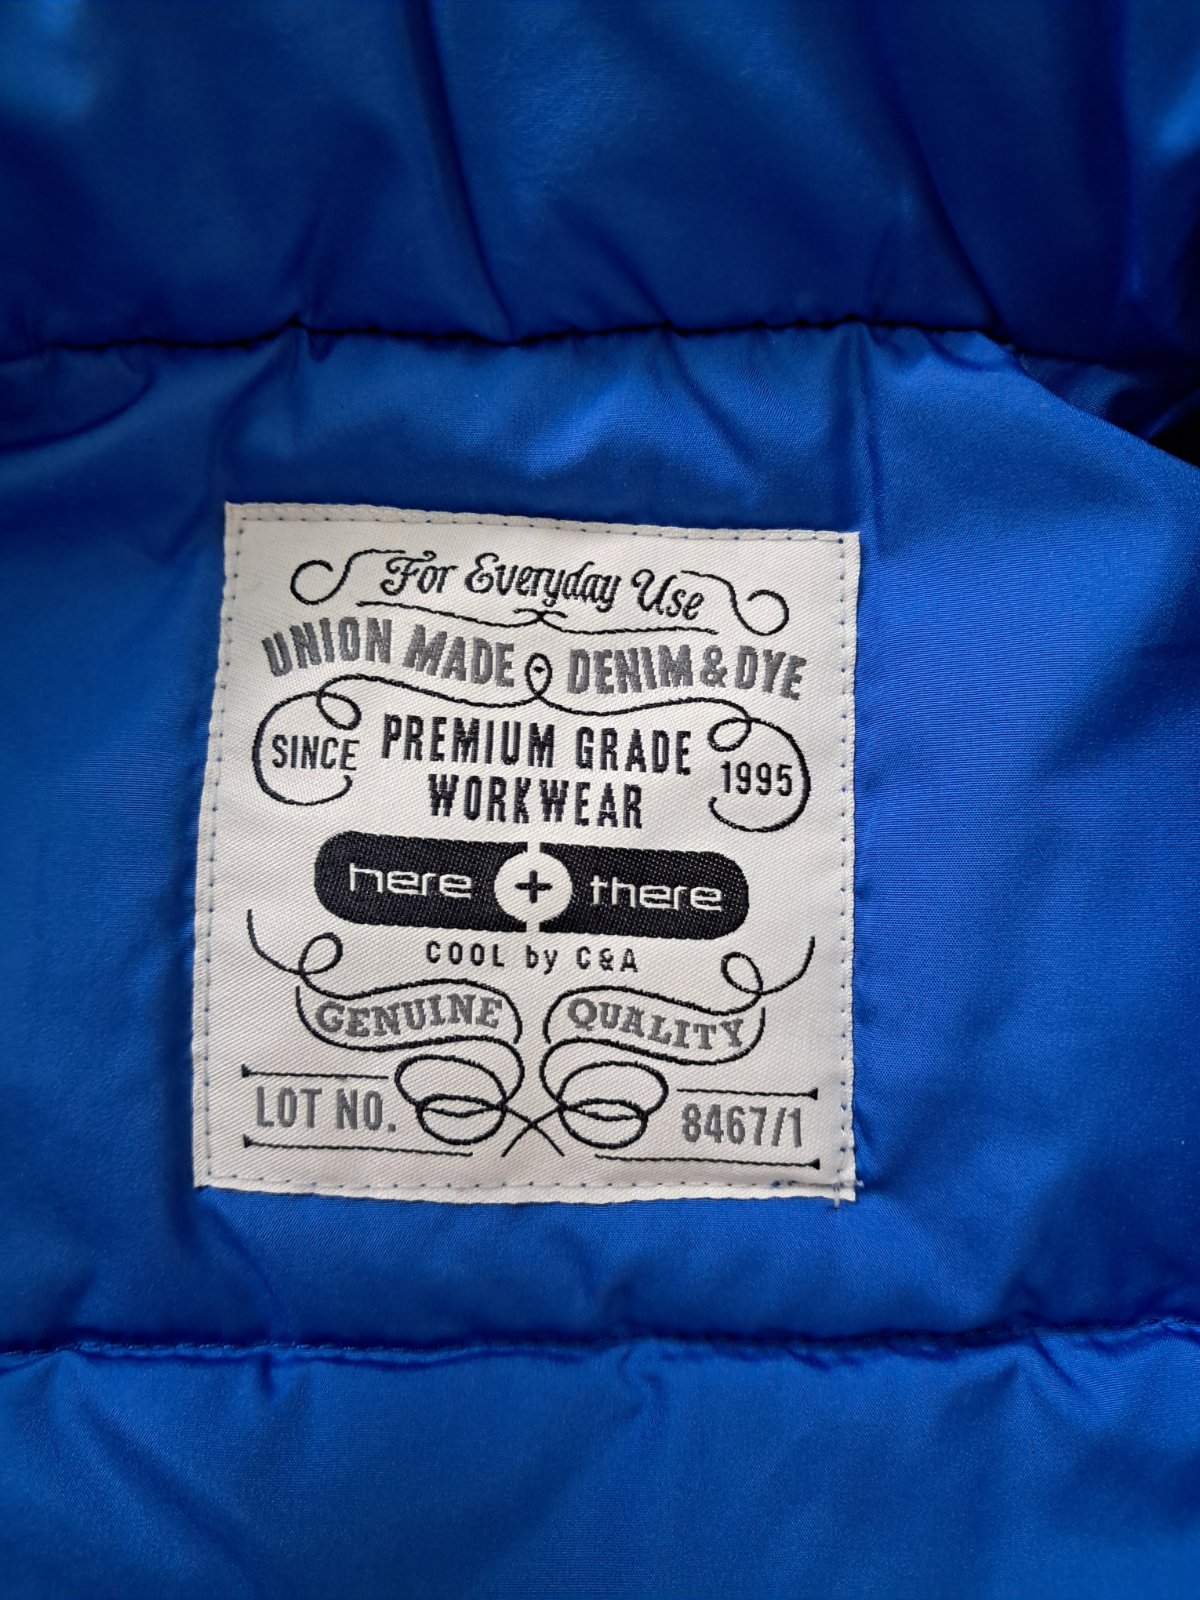 For Everyday Use
UNION MADE DENIM & DYE
SINCE PREMIUM GRADE 1995
WORKWEAR
here + there
COOL by C&A
GENUINE QUALITY
LOT NO. 8467/1